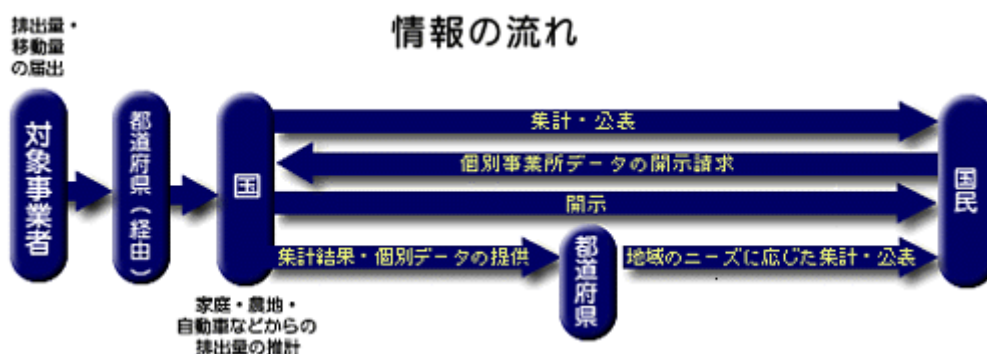 情報の流れ
排出量・
移動量
の届出
対象事業者
都道府県(経由)
国
集計・公表
個別事業所データの開示請求
開示
集計結果・個別データの提供
都道府県
地域のニーズに応じた集計・公表
国民
家庭・農地・
自動車などからの
排出量の推計